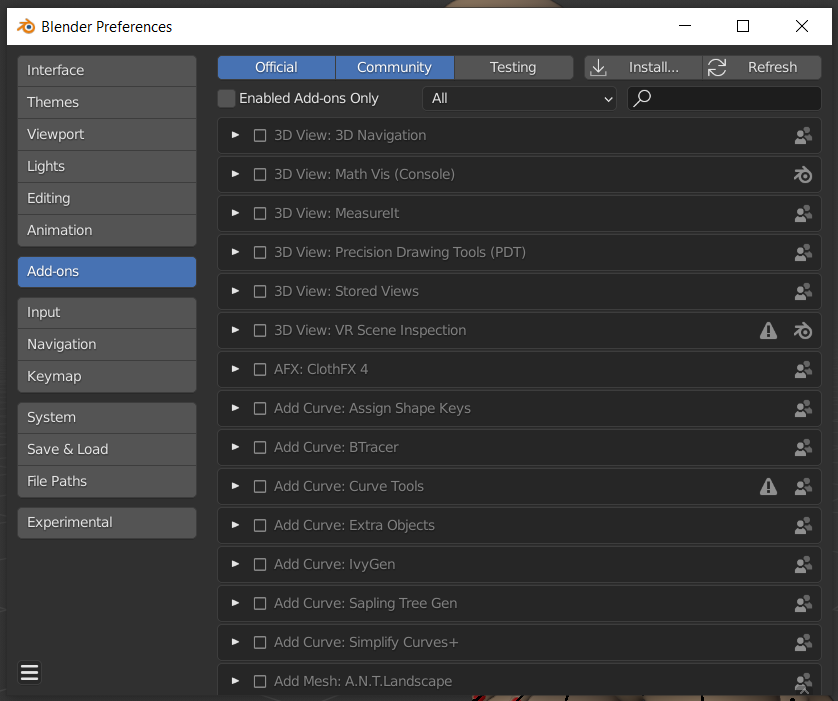 Blender Preferences
Interface
Themes
Viewport
Lights
Editing
Animation
Add-ons
Input
Navigation
Keymap
System
Save & Load
File Paths
Experimental
Official Community Testing Install... Refresh
Enabled Add-ons Only All
3D View: 3D Navigation
3D View: Math Vis (Console)
3D View: MeasureIt
3D View: Precision Drawing Tools (PDT)
3D View: Stored Views
3D View: VR Scene Inspection
AFX: ClothFX 4
Add Curve: Assign Shape Keys
Add Curve: BTracer
Add Curve: Curve Tools
Add Curve: Extra Objects
Add Curve: IvyGen
Add Curve: Sapling Tree Gen
Add Curve: Simplify Curves+
Add Mesh: A.N.T.Landscape